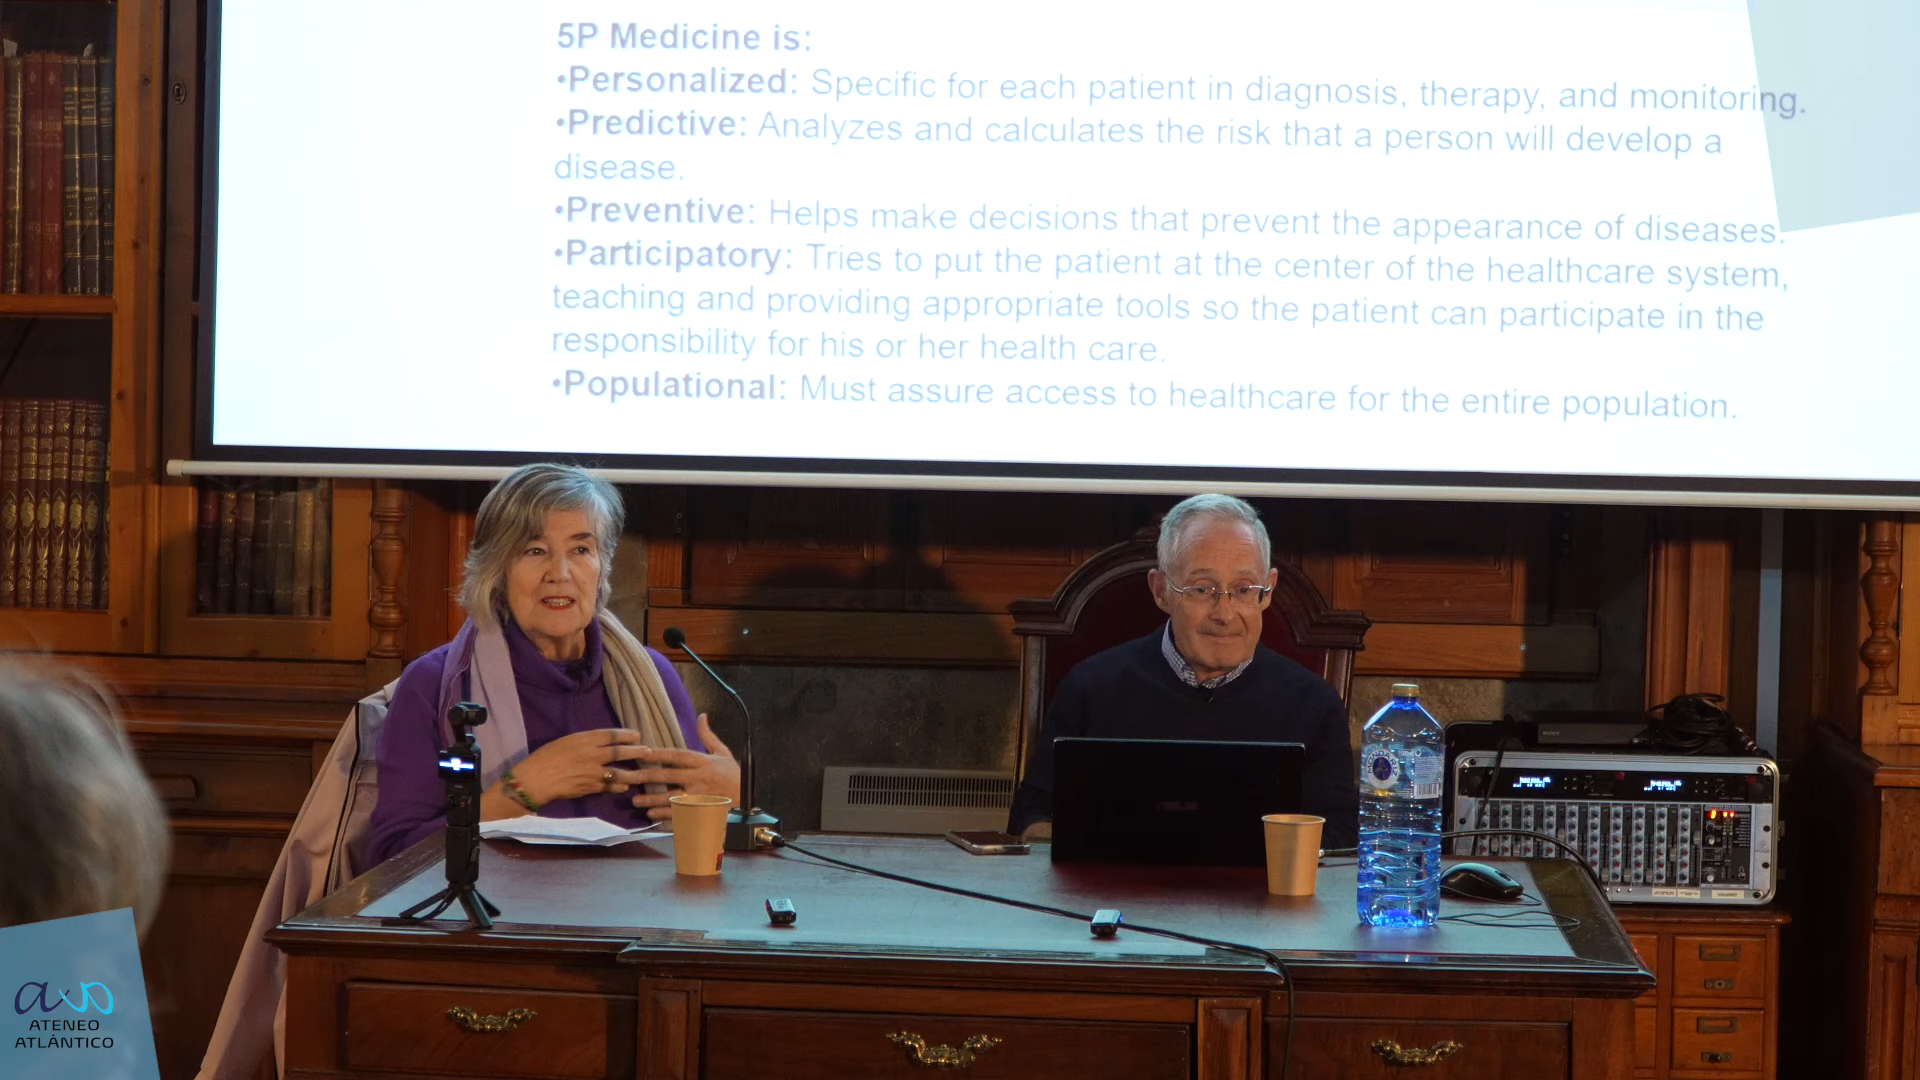 5P Medicine is:
•Personalized: Specific for each patient in diagnosis, therapy, and monitoring.
•Predictive: Analyzes and calculates the risk that a person will develop a
disease.
•Preventive: Helps make decisions that prevent the appearance of diseases.
•Participatory: Tries to put the patient at the center of the healthcare system,
teaching and providing appropriate tools so the patient can participate in the
responsibility for his or her health care.
•Populational: Must assure access to healthcare for the entire population.
SONY
ASUS
ATENEO
ATLÁNTICO